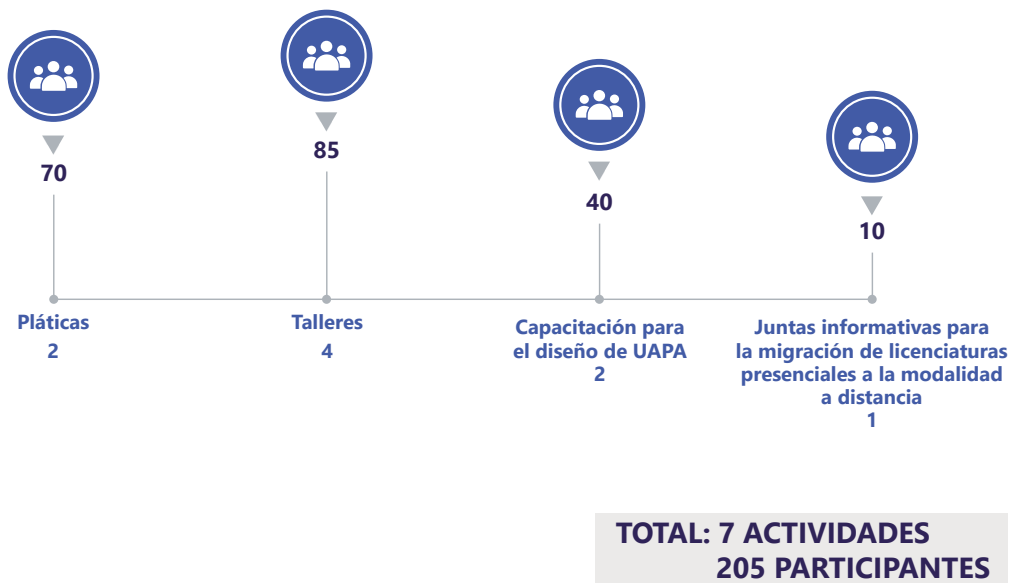 70
85
40
10
Pláticas
2
Talleres
4
Capacitación para
el diseño de UAPA
2
Juntas informativas para
la migración de licenciaturas
presenciales a la modalidad
a distancia
1
TOTAL: 7 ACTIVIDADES
205 PARTICIPANTES